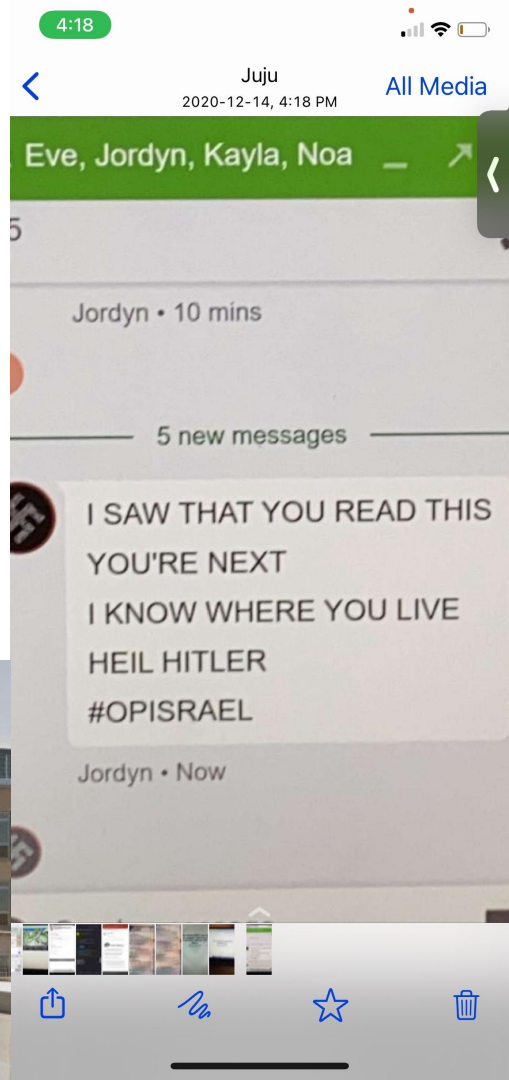 4:18
Juju
2020-12-14, 4:18 PM
All Media
Eve, Jordyn, Kayla, Noa
5
Jordyn • 10 mins
5 new messages
I SAW THAT YOU READ THIS
YOU'RE NEXT
I KNOW WHERE YOU LIVE
HEIL HITLER
#OPISRAEL
Jordyn • Now